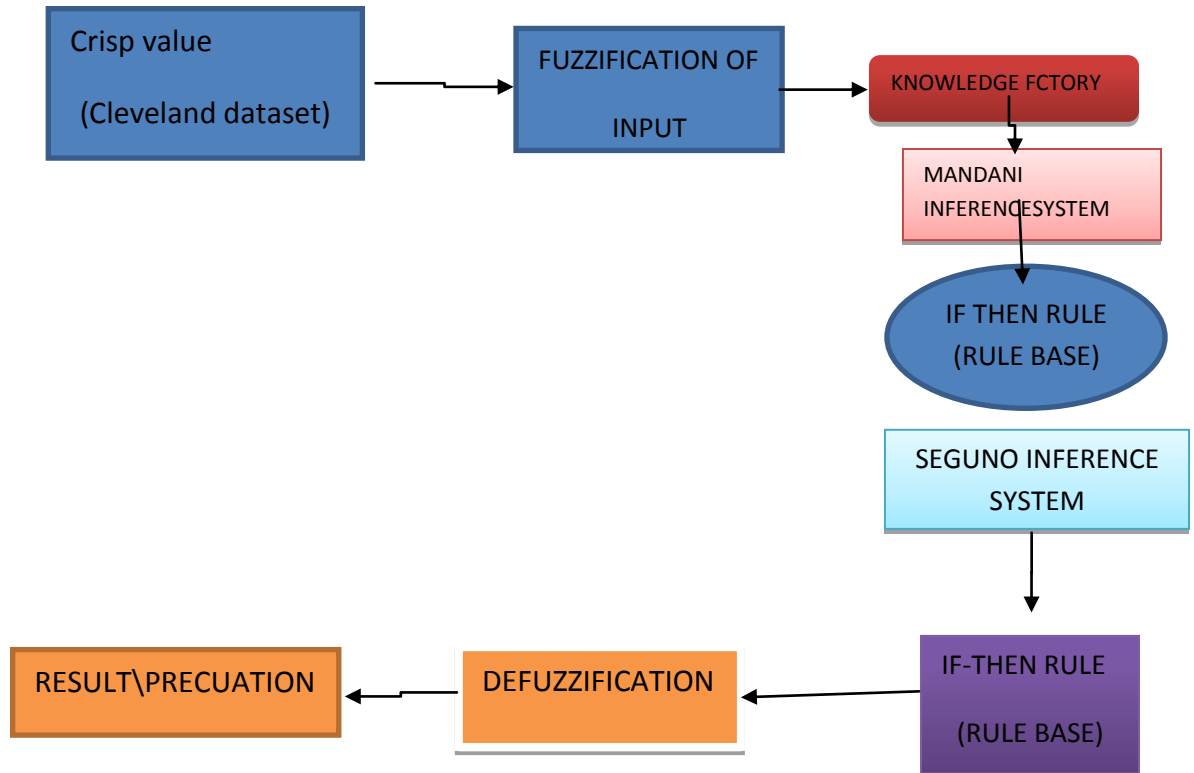 Crisp value
(Cleveland dataset)
FUZZIFICATION OF
INPUT
KNOWLEDGE FCTORY
MANDANI
INFERENCESYSTEM
IF THEN RULE
(RULE BASE)
SEGUNO INFERENCE
SYSTEM
IF-THEN RULE
(RULE BASE)
DEFUZZIFICATION
RESULT\PRECUATION